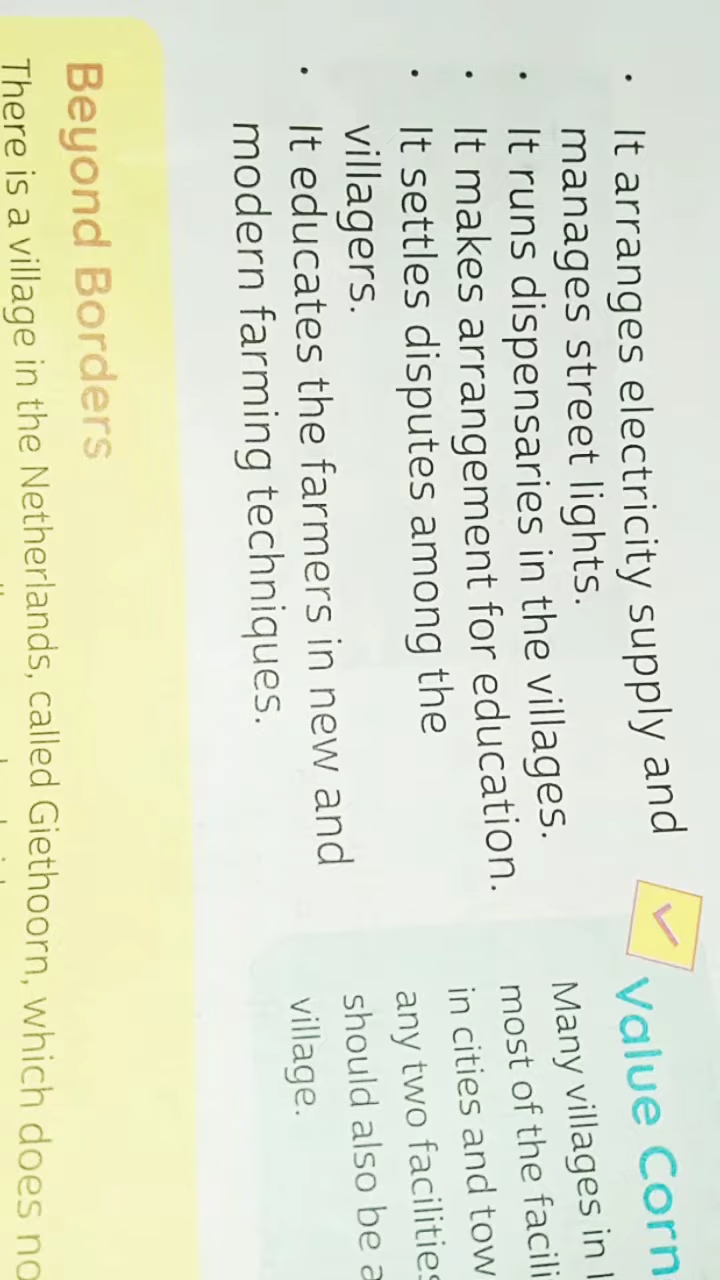 • It arranges electricity supply and
manages street lights.
• It runs dispensaries in the villages.
• It makes arrangement for education.
• It settles disputes among the
villagers.
• It educates the farmers in new and
modern farming techniques.
Value Corn
Many villages in
most of the facili
in cities and tow
any two facilities
should also be a
village.
Beyond Borders
There is a village in the Netherlands, called Giethoorn, which does no